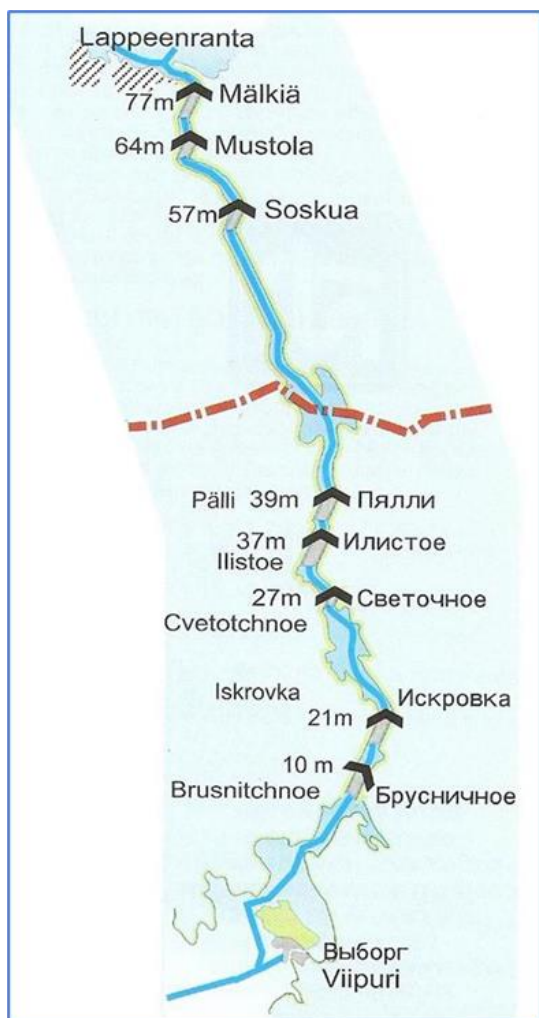 Lappeenranta
77m Mälkiä
64m Mustola
57m Soskua
Pälli 39m Пялли
37m Илистое
Ilistoe
27m Светочное
Cvetotchnoe
Iskrovka Искровка
21m
10 m
Brusnitchnoe Брусничное
Выборг
Viipuri